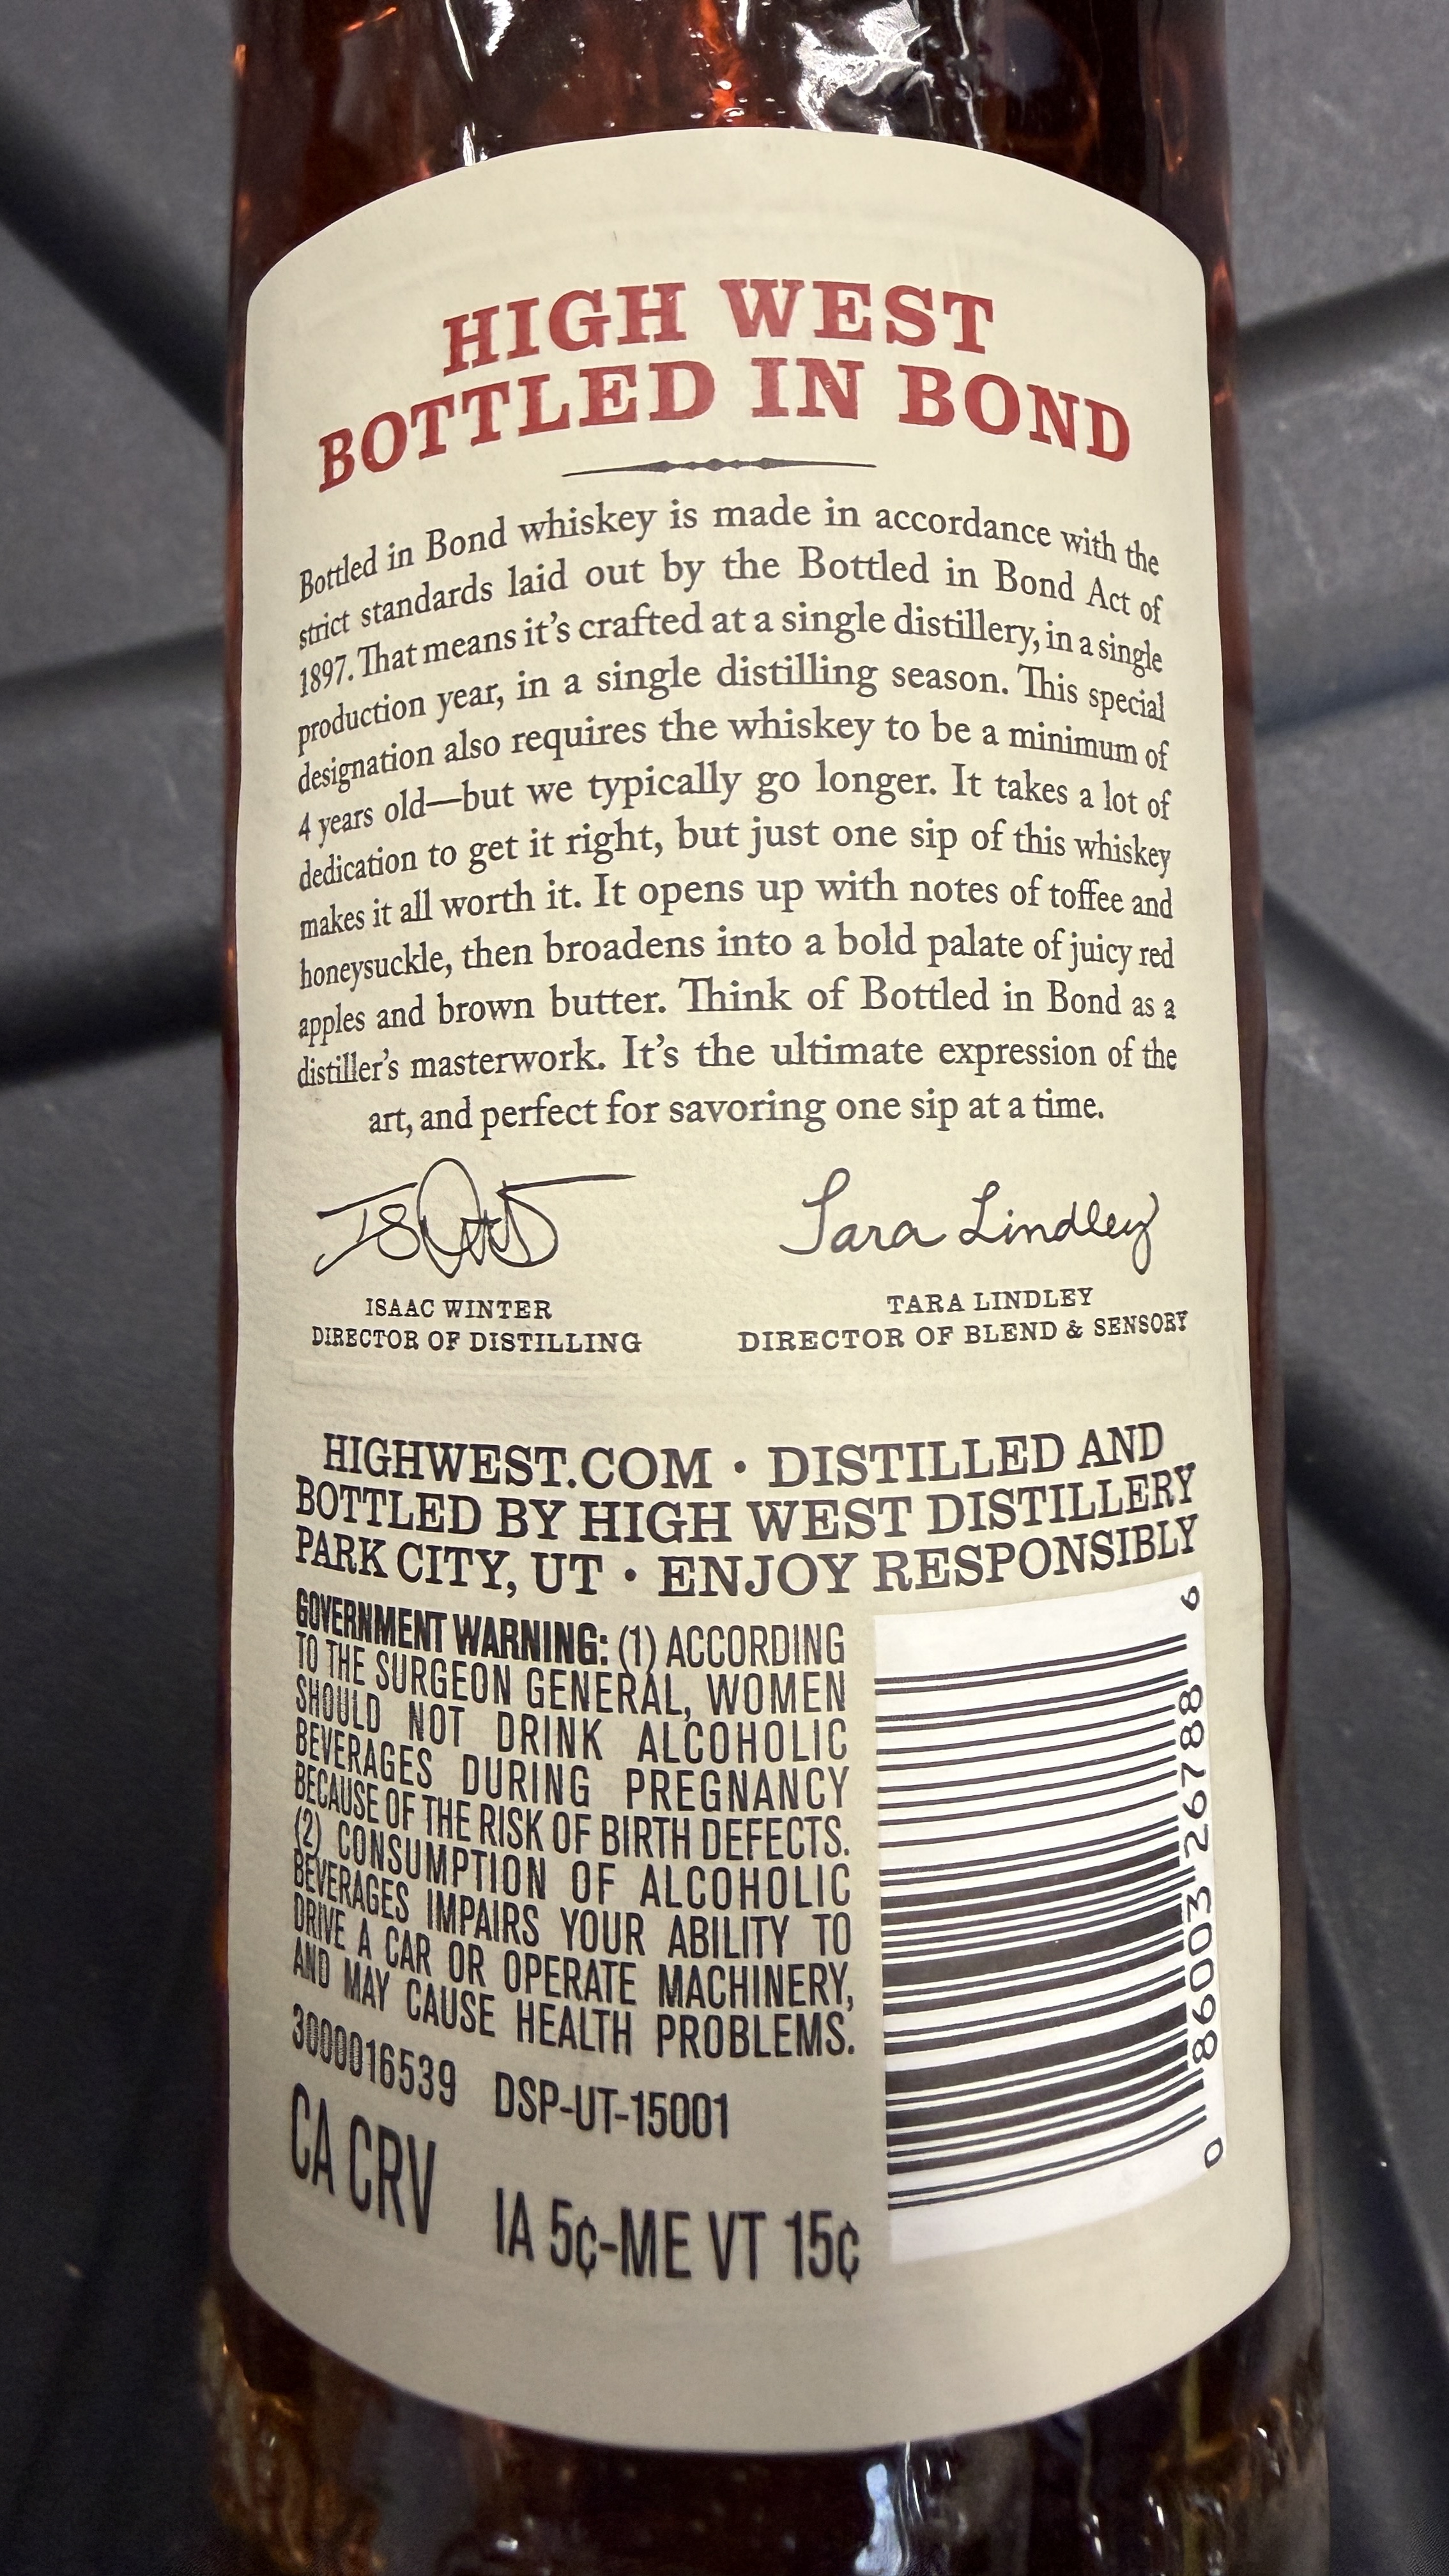 HIGH WEST
BOTTLED IN BOND
Bottled in Bond whiskey is made in accordance with the
strict standards laid out by the Bottled in Bond Act of
1897. That means it's crafted at a single distillery, in a single
production year, in a single distilling season. This special
designation also requires the whiskey to be a minimum of
4 years old—but we typically go longer. It takes a lot of
dedication to get it right, but just one sip of this whiskey
makes it all worth it. It opens up with notes of toffee and
honeysuckle, then broadens into a bold palate of juicy red
apples and brown butter. Think of Bottled in Bond as a
distiller's masterwork. It's the ultimate expression of the
art, and perfect for savoring one sip at a time.
Tara Lindley
ISAAC WINTER
DIRECTOR OF DISTILLING
TARA LINDLEY
DIRECTOR OF BLEND & SENSORY
HIGHWEST.COM • DISTILLED AND
BOTTLED BY HIGH WEST DISTILLERY
PARK CITY, UT • ENJOY RESPONSIBLY
GOVERNMENT WARNING: (1) ACCORDING
TO THE SURGEON GENERAL, WOMEN
SHOULD NOT DRINK ALCOHOLIC
BEVERAGES DURING PREGNANCY
BECAUSE OF THE RISK OF BIRTH DEFECTS.
(2) CONSUMPTION OF ALCOHOLIC
BEVERAGES IMPAIRS YOUR ABILITY TO
DRIVE A CAR OR OPERATE MACHINERY,
AND MAY CAUSE HEALTH PROBLEMS.
3000016539 DSP-UT-15001
CA CRV IA 5¢-ME VT 15¢
0 86003 26788 6